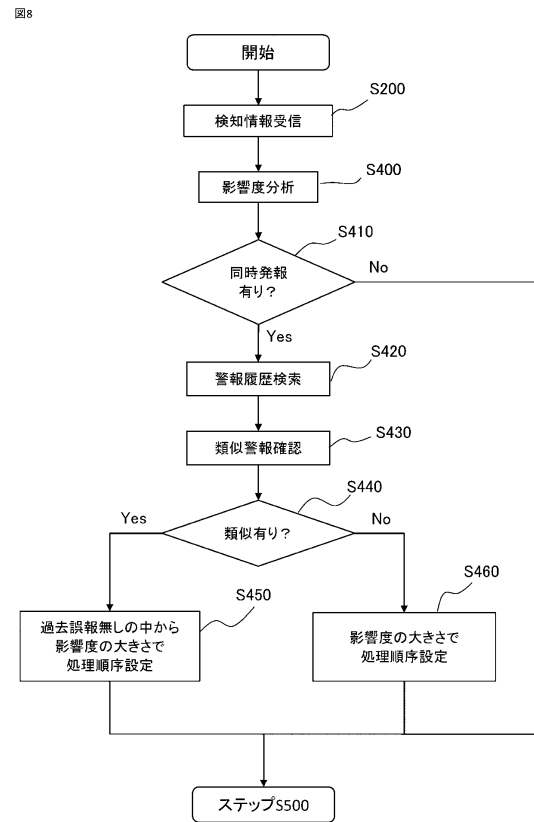 図8
開始
S200
検知情報受信
S400
影響度分析
S410
同時発報
有り?
No
Yes
S420
警報履歴検索
S430
類似警報確認
S440
類似有り?
Yes
No
S450
過去誤報無しの中から
影響度の大きさで
処理順序設定
S460
影響度の大きさで
処理順序設定
ステップS500